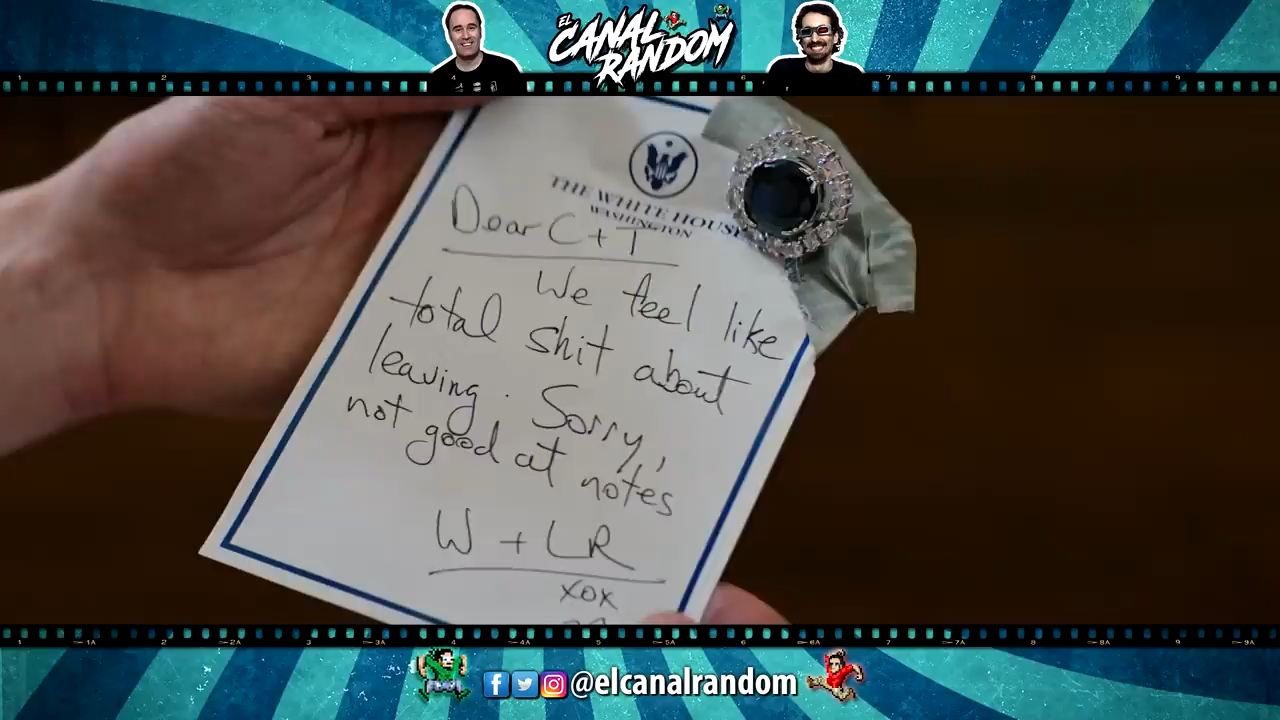 EL
CANAL
RANDOM
THE WHITE HOUSE
WASHINGTON
Dear C + T
We feel like
total shit about
leaving. Sorry,
not good at notes
W + LR
xox
@elcanalrandom